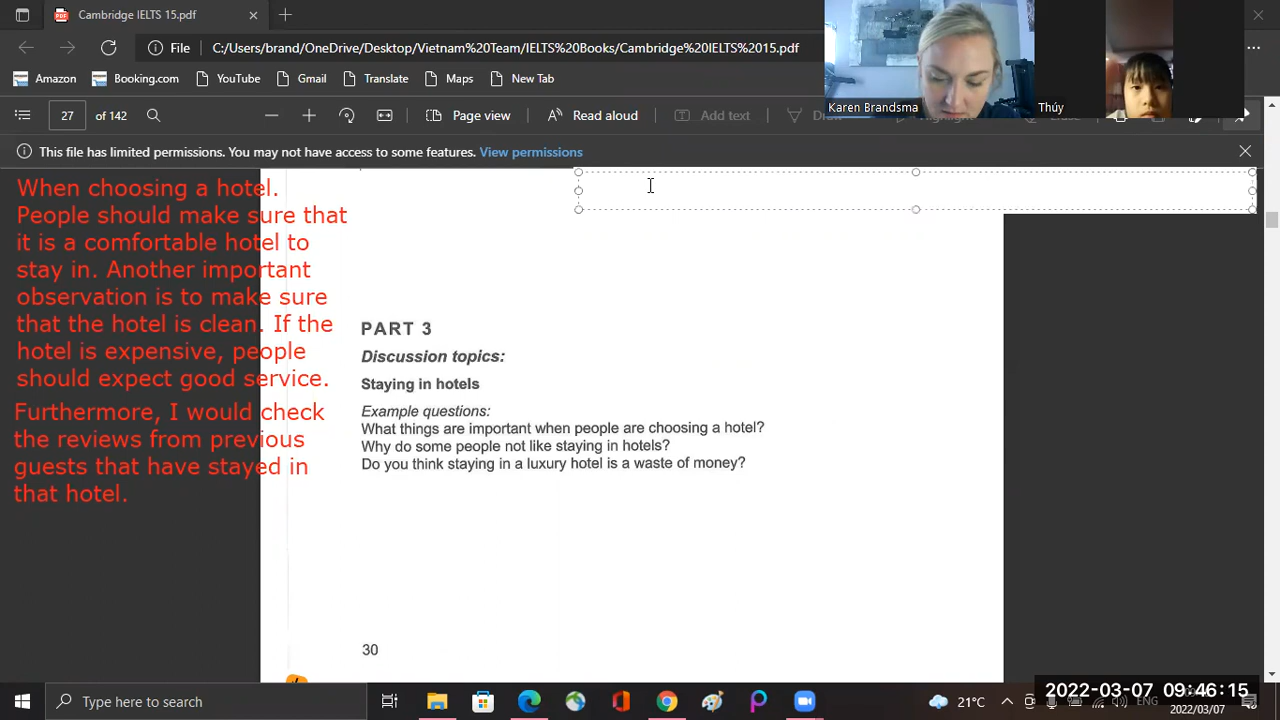 Cambridge IELTS 15.pdf
File
C:/Users/brand/OneDrive/Desktop/Vietnam%20Team/IELTS%20Books/Cambridge%20IELTS%2015.pdf
Amazon
Booking.com
YouTube
Gmail
Translate
Maps
New Tab
Karen Brandsma
Thúy
27 of 142
Page view
Read aloud
Add text
Draw
This file has limited permissions. You may not have access to some features. View permissions
When choosing a hotel.
People should make sure that
it is a comfortable hotel to
stay in. Another important
observation is to make sure
that the hotel is clean. If the
hotel is expensive, people
should expect good service.
Furthermore, I would check
the reviews from previous
guests that have stayed in
that hotel.
PART 3
Discussion topics:
Staying in hotels
Example questions:
What things are important when people are choosing a hotel?
Why do some people not like staying in hotels?
Do you think staying in a luxury hotel is a waste of money?
30
Type here to search
21°C
ENG
2022-03-07 09:46:15
2022/03/07